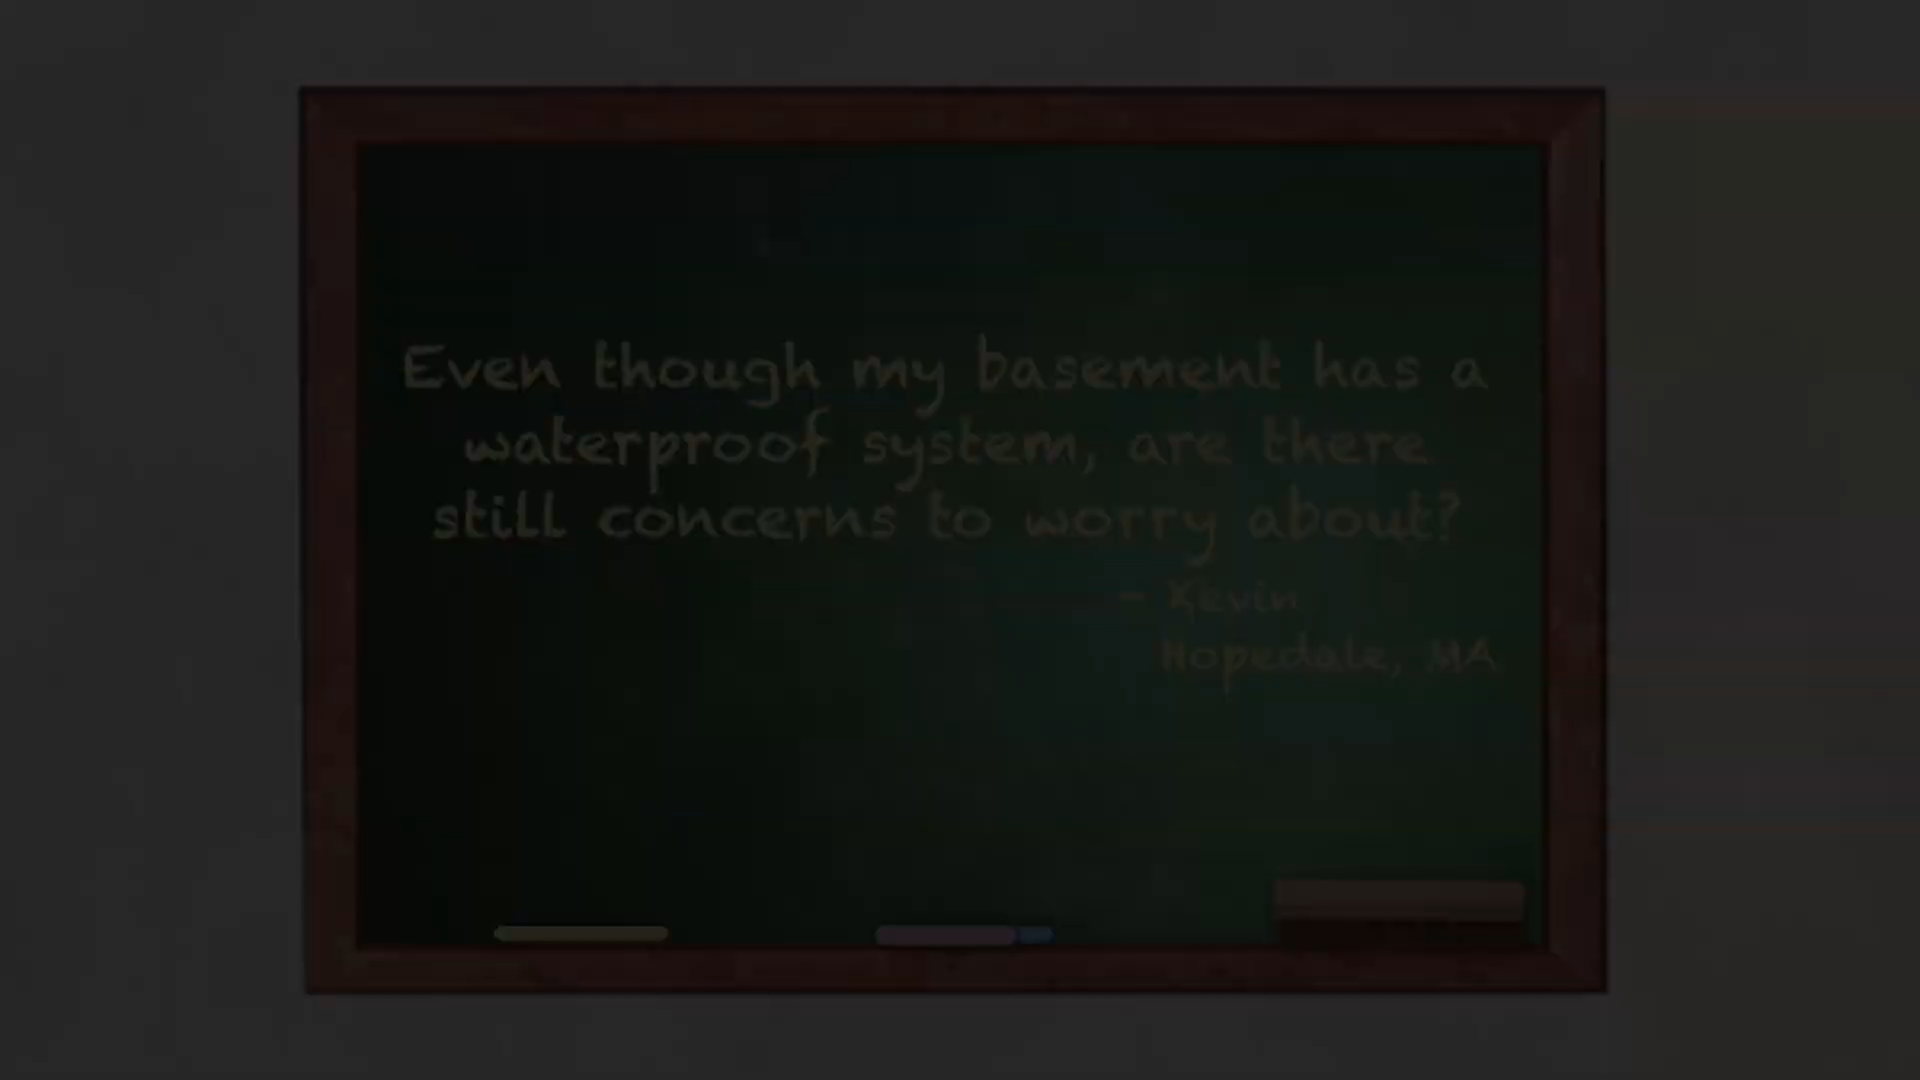 Even though my basement has a
waterproof system, are there
still concerns to worry about?
- Kevin
Hopedale, MA